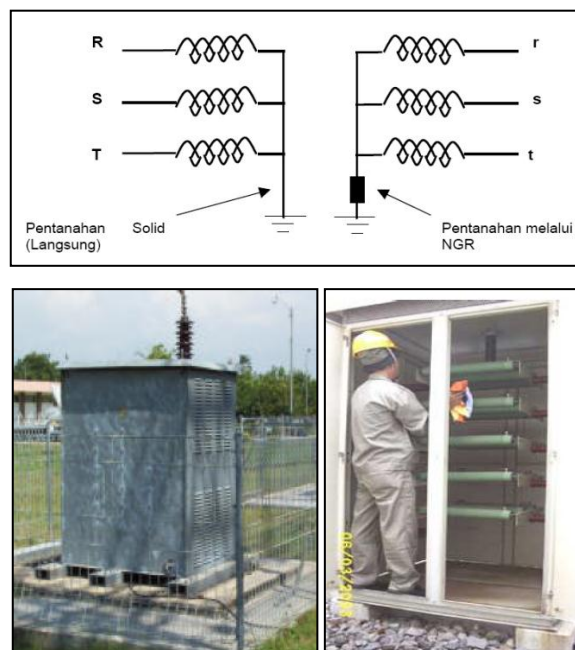 R
r
S
s
T
t
Pentanahan Solid
(Langsung)
Pentanahan melalui
NGR